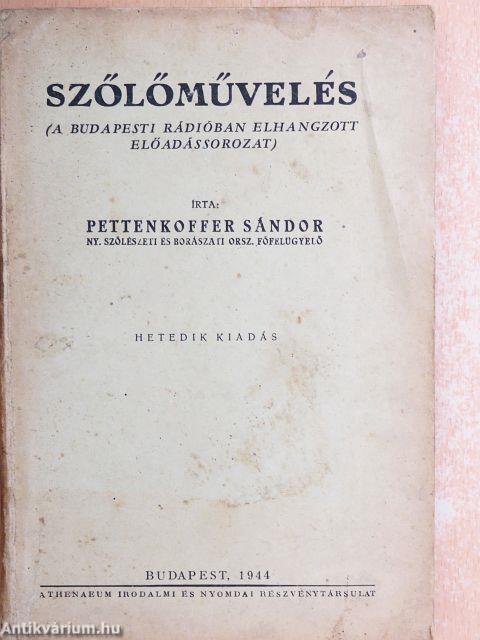 SZŐLŐMŰVELÉS
(A BUDAPESTI RÁDIÓBAN ELHANGZOTT
ELŐADÁSSOROZAT)
ÍRTA:
PETTENKOFFER SÁNDOR
NY. SZŐLÉSZETI ÉS BORÁSZATI ORSZ. FŐFELÜGYELŐ
HETEDIK KIADÁS
BUDAPEST, 1944
ATHENAEUM IRODALMI ÉS NYOMDAI RÉSZVÉNYTÁRSULAT
Antikvárium.hu